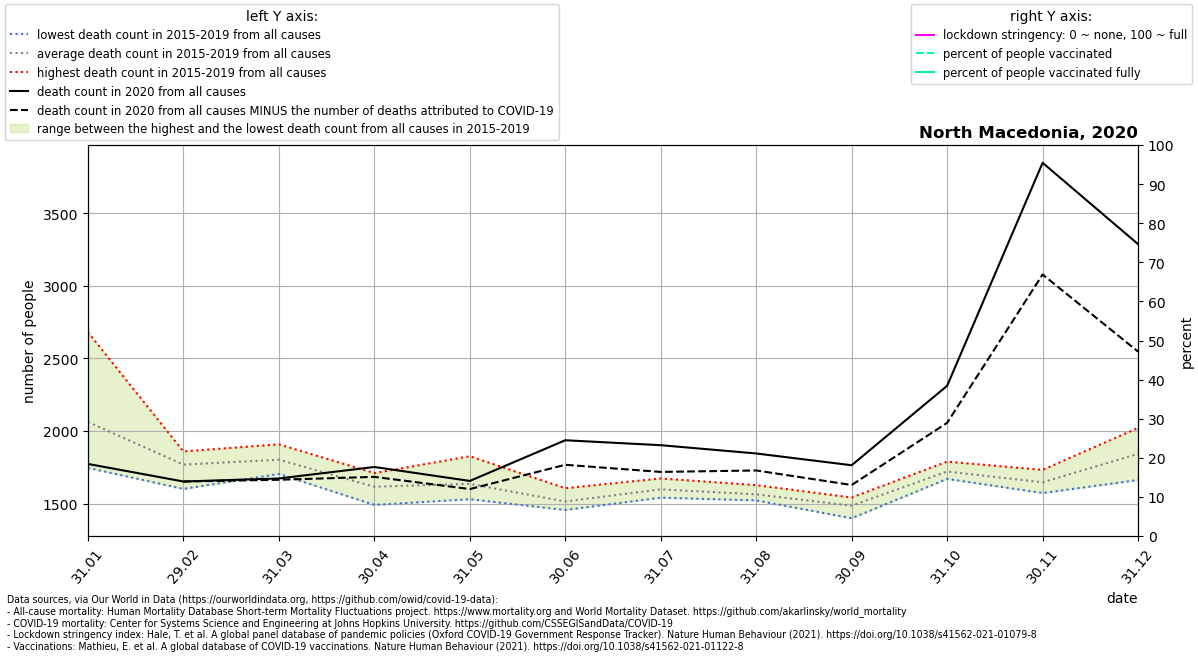 left Y axis:
lowest death count in 2015-2019 from all causes
average death count in 2015-2019 from all causes
highest death count in 2015-2019 from all causes
death count in 2020 from all causes
death count in 2020 from all causes MINUS the number of deaths attributed to COVID-19
range between the highest and the lowest death count from all causes in 2015-2019
right Y axis:
lockdown stringency: 0 ~ none, 100 ~ full
percent of people vaccinated
percent of people vaccinated fully
North Macedonia, 2020
number of people
3500
3000
2500
2000
1500
100
90
80
70
60
50
40
30
20
10
0
percent
31.01
29.02
31.03
30.04
31.05
30.06
31.07
31.08
30.09
31.10
30.11
31.12
date
Data sources, via Our World in Data (https://ourworldindata.org, https://github.com/owid/covid-19-data):
- All-cause mortality: Human Mortality Database Short-term Mortality Fluctuations project. https://www.mortality.org and World Mortality Dataset. https://github.com/akarlinsky/world_mortality
- COVID-19 mortality: Center for Systems Science and Engineering at Johns Hopkins University. https://github.com/CSSEGISandData/COVID-19
- Lockdown stringency index: Hale, T. et al. A global panel database of pandemic policies (Oxford COVID-19 Government Response Tracker). Nature Human Behaviour (2021). https://doi.org/10.1038/s41562-021-01079-8
- Vaccinations: Mathieu, E. et al. A global database of COVID-19 vaccinations. Nature Human Behaviour (2021). https://doi.org/10.1038/s41562-021-01122-8